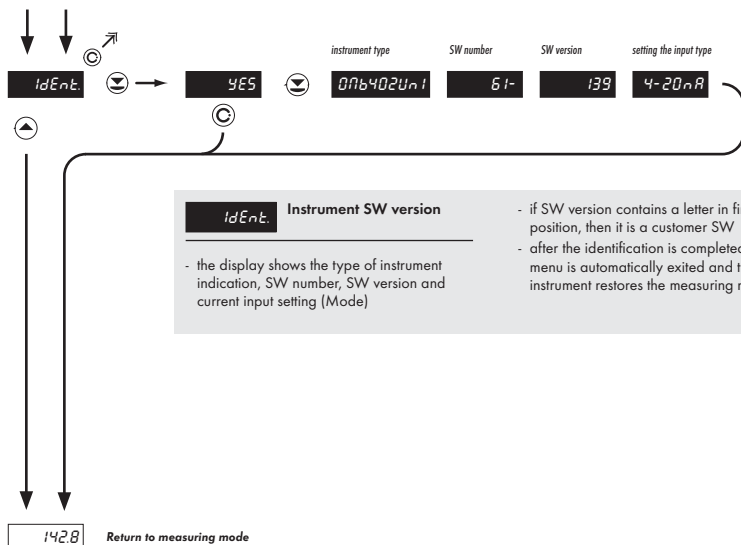 instrument type
SW number
SW version
setting the input type
IdEnt.
YES
61-
139
4-20mA
IdEnt.
Instrument SW version
- the display shows the type of instrument
indication, SW number, SW version and
current input setting (Mode)
- if SW version contains a letter in
position, then it is a customer SW
- after the identification is
menu is automatically exited and
instrument restores the measuring
142.8
Return to measuring mode